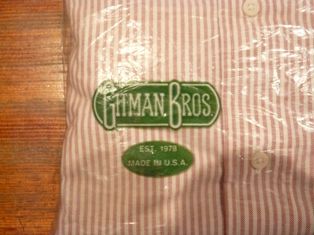 GITMAN BROS.
EST. 1978
MADE IN U.S.A.